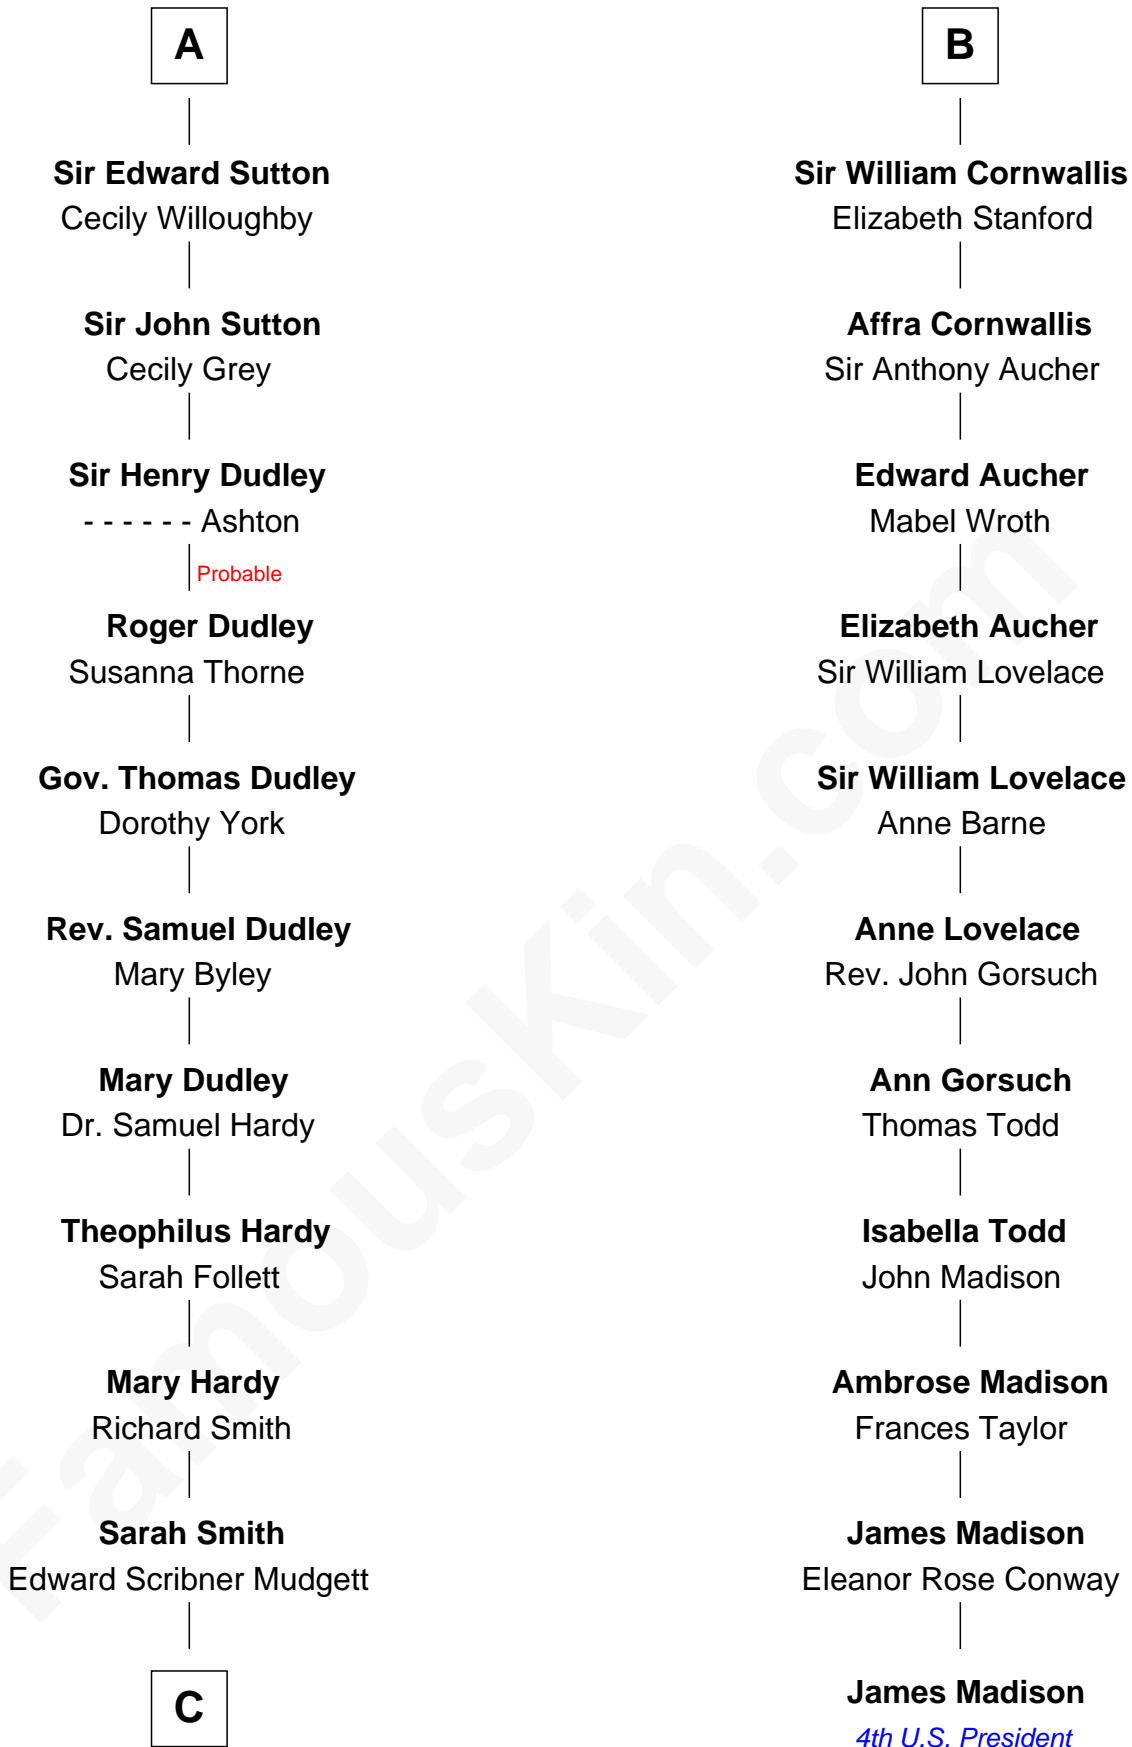 A
Sir Edward Sutton
Cecily Willoughby
Sir John Sutton
Cecily Grey
Sir Henry Dudley
- - - - - - Ashton
Probable
Roger Dudley
Susanna Thorne
Gov. Thomas Dudley
Dorothy York
Rev. Samuel Dudley
Mary Byley
Mary Dudley
Dr. Samuel Hardy
Theophilus Hardy
Sarah Follett
Mary Hardy
Richard Smith
Sarah Smith
Edward Scribner Mudgett
C
B
Sir William Cornwallis
Elizabeth Stanford
Affra Cornwallis
Sir Anthony Aucher
Edward Aucher
Mabel Wroth
Elizabeth Aucher
Sir William Lovelace
Sir William Lovelace
Anne Barne
Anne Lovelace
Rev. John Gorsuch
Ann Gorsuch
Thomas Todd
Isabella Todd
John Madison
Ambrose Madison
Frances Taylor
James Madison
Eleanor Rose Conway
James Madison
4th U.S. President
FamousKin.com